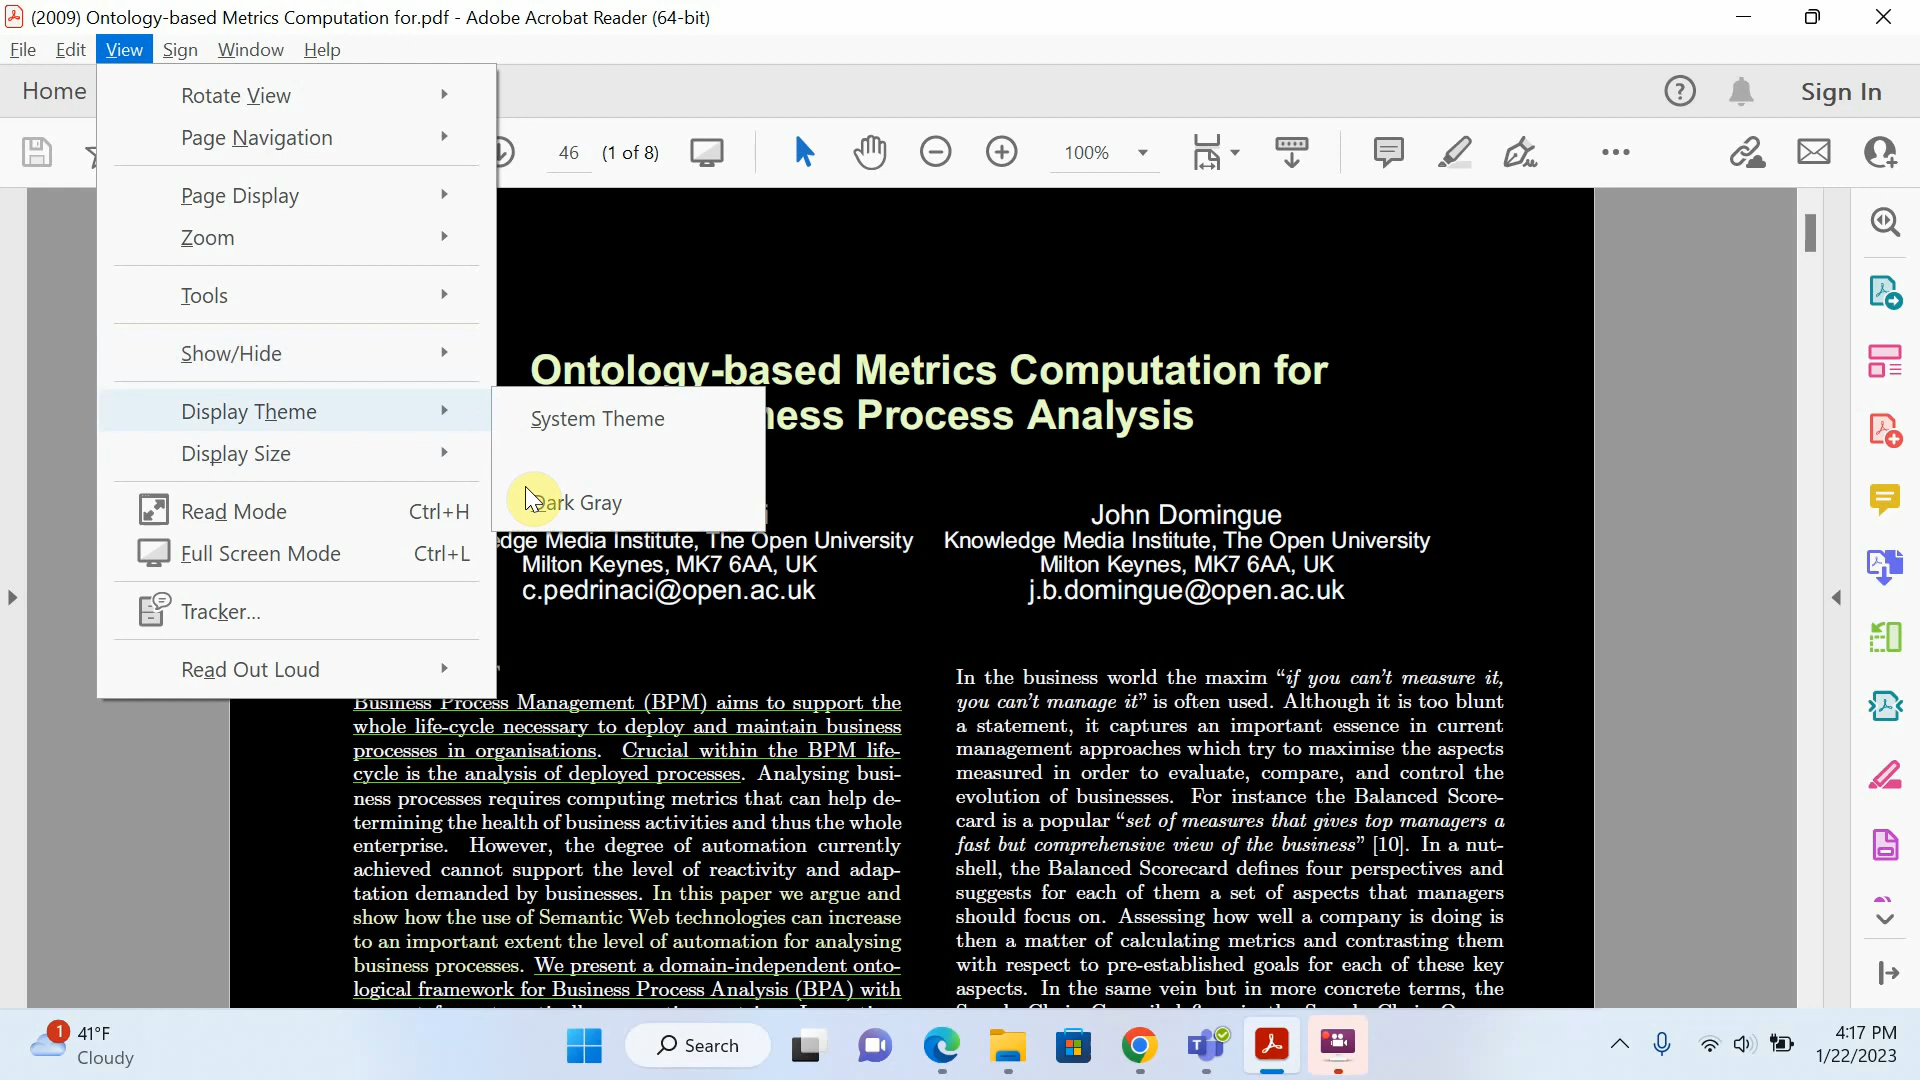 (2009) Ontology-based Metrics Computation for.pdf - Adobe Acrobat Reader (64-bit)
File Edit View Sign Window Help
Home
Sign In
46 (1 of 8)
100%
Rotate View
Page Navigation
Page Display
Zoom
Tools
Show/Hide
Display Theme
Display Size
Read Mode Ctrl+H
Full Screen Mode Ctrl+L
Tracker...
Read Out Loud
System Theme
Dark Gray
Ontology-based Metrics Computation for
ness Process Analysis
John Domingue
dge Media Institute, The Open University
Milton Keynes, MK7 6AA, UK
c.pedrinaci@open.ac.uk
Knowledge Media Institute, The Open University
Milton Keynes, MK7 6AA, UK
j.b.domingue@open.ac.uk
Business Process Management (BPM) aims to support the
whole life-cycle necessary to deploy and maintain business
processes in organisations. Crucial within the BPM life-
cycle is the analysis of deployed processes. Analysing busi-
ness processes requires computing metrics that can help de-
termining the health of business activities and thus the whole
enterprise. However, the degree of automation currently
achieved cannot support the level of reactivity and adap-
tation demanded by businesses. In this paper we argue and
show how the use of Semantic Web technologies can increase
to an important extent the level of automation for analysing
business processes. We present a domain-independent onto-
logical framework for Business Process Analysis (BPA) with
In the business world the maxim “if you can’t measure it,
you can’t manage it” is often used. Although it is too blunt
a statement, it captures an important essence in current
management approaches which try to maximise the aspects
measured in order to evaluate, compare, and control the
evolution of businesses. For instance the Balanced Score-
card is a popular “set of measures that gives top managers a
fast but comprehensive view of the business” [10]. In a nut-
shell, the Balanced Scorecard defines four perspectives and
suggests for each of them a set of aspects that managers
should focus on. Assessing how well a company is doing is
then a matter of calculating metrics and contrasting them
with respect to pre-established goals for each of these key
aspects. In the same vein but in more concrete terms, the
1
41°F
Cloudy
Search
4:17 PM
1/22/2023